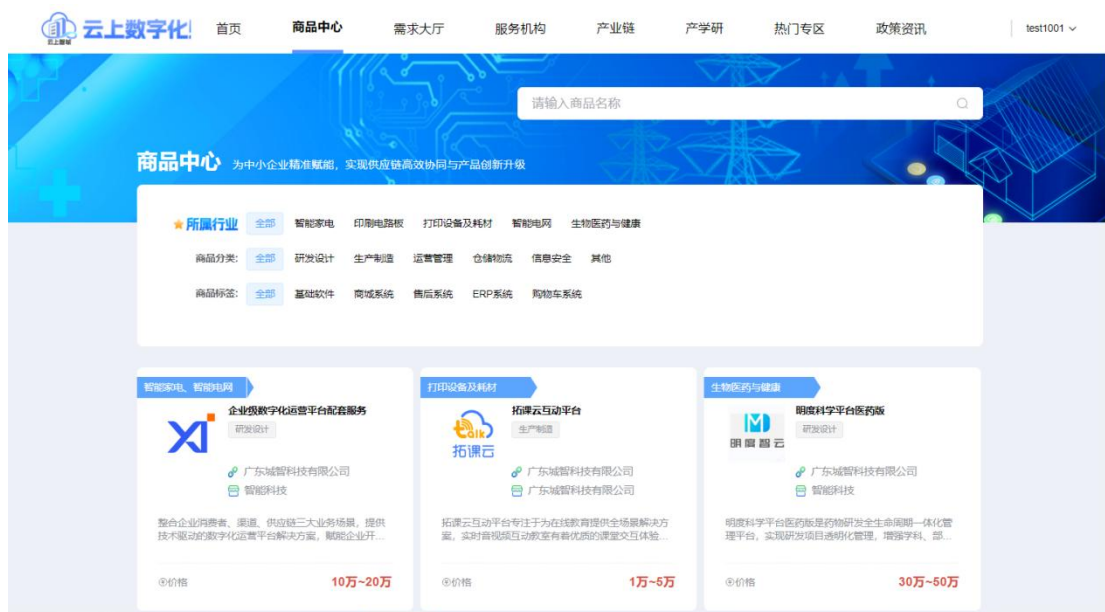 云上数字化
云上智城
首页
商品中心
需求大厅
服务机构
产业链
产学研
热门专区
政策资讯
test1001
请输入商品名称
商品中心 为中小企业精准赋能，实现供应链高效协同与产品创新升级
所属行业 全部 智能家电 印刷电路板 打印设备及耗材 智能电网 生物医药与健康
商品分类: 全部 研发设计 生产制造 运营管理 仓储物流 信息安全 其他
商品标签: 全部 基础软件 商城系统 售后系统 ERP系统 购物车系统
智能家电、智能电网
企业级数字化运营平台配套服务
研发设计
广东城智科技有限公司
智能科技
整合企业消费者、渠道、供应链三大业务场景，提供
技术驱动的数字化运营平台解决方案，赋能企业开...
价格 10万~20万
打印设备及耗材
talk
拓课云
拓课云互动平台
生产制造
广东城智科技有限公司
广东城智科技有限公司
拓课云互动平台专注于为在线教育提供全场景解决方
案，实时音视频互动教室有着优质的课堂交互体验...
价格 1万~5万
生物医药与健康
明度智云
明度科学平台医药版
研发设计
广东城智科技有限公司
智能科技
明度科学平台医药版是药物研发全生命周期一体化管
理平台，实现研发项目透明化管理，增强学科、部...
价格 30万~50万